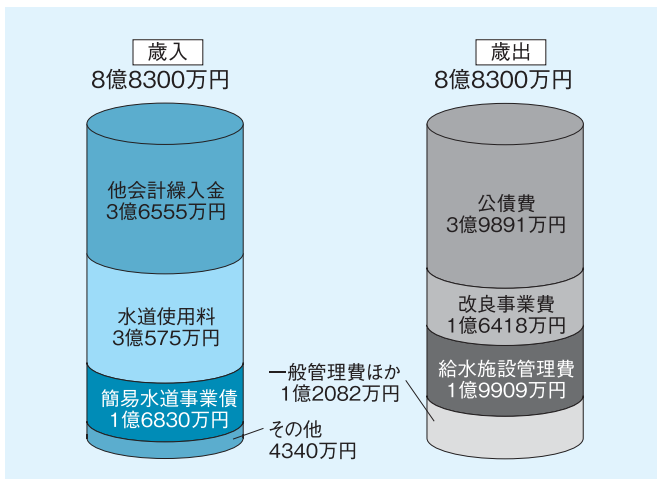 歳入
8億8300万円
他会計繰入金
3億6555万円
水道使用料
3億575万円
簡易水道事業債
1億6830万円
その他
4340万円
歳出
8億8300万円
公債費
3億9891万円
改良事業費
1億6418万円
給水施設管理費
1億9909万円
一般管理費ほか
1億2082万円